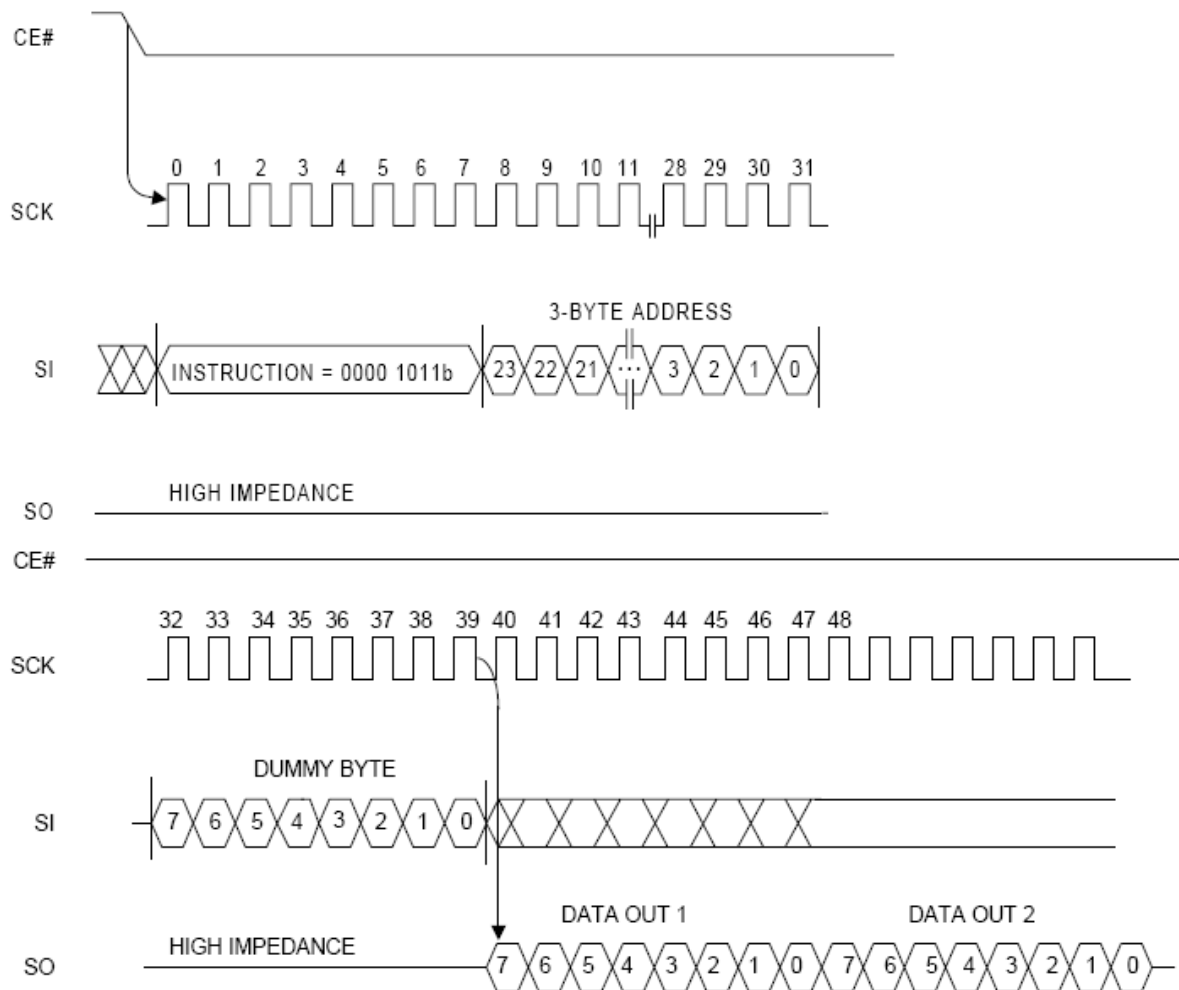 CE#
0 1 2 3 4 5 6 7 8 9 10 11 28 29 30 31
SCK
3-BYTE ADDRESS
SI INSTRUCTION = 0000 1011b 23 22 21 ... 3 2 1 0
HIGH IMPEDANCE
SO
CE#
32 33 34 35 36 37 38 39 40 41 42 43 44 45 46 47 48
SCK
DUMMY BYTE
SI 7 6 5 4 3 2 1 0
DATA OUT 1 DATA OUT 2
HIGH IMPEDANCE
SO 7 6 5 4 3 2 1 0 7 6 5 4 3 2 1 0